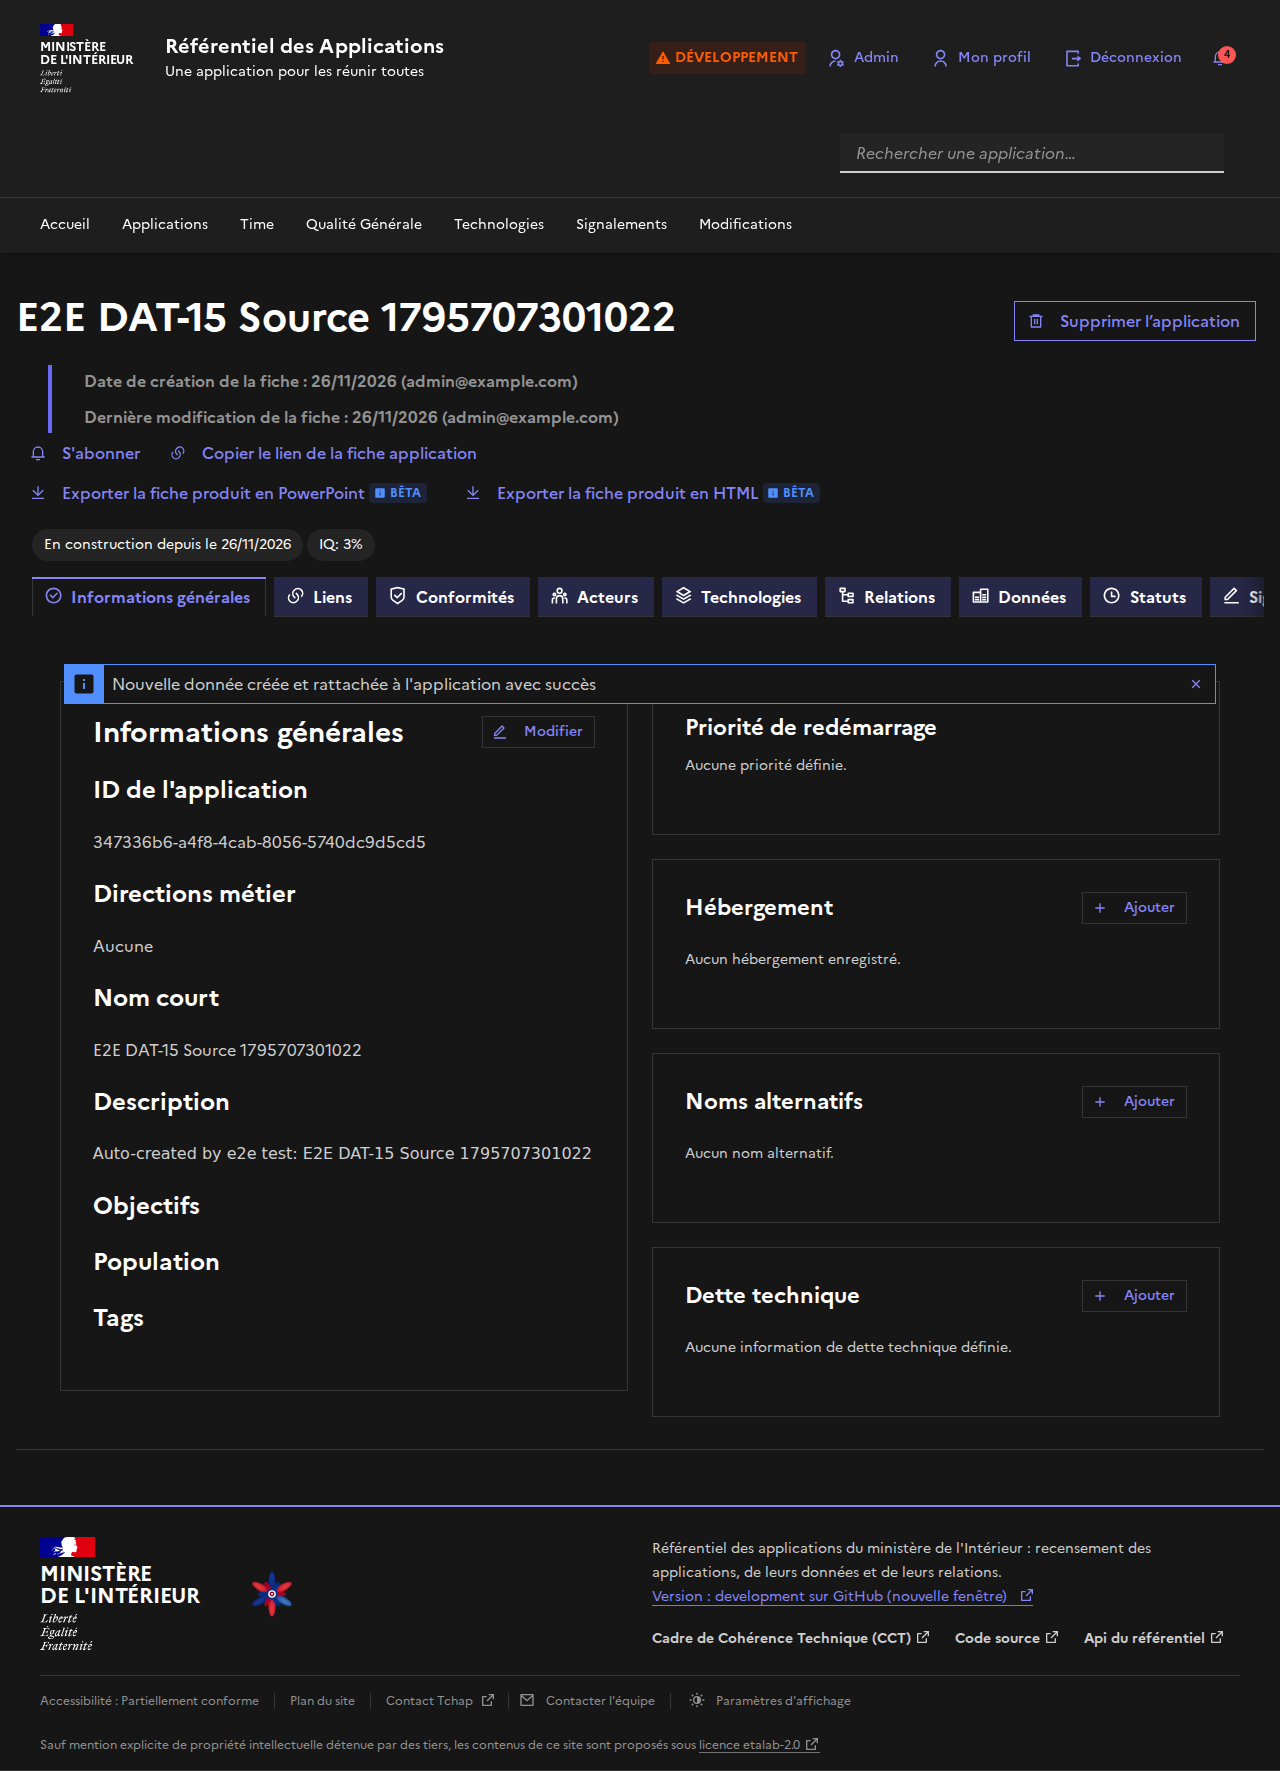 MINISTÈRE
DE L'INTÉRIEUR
Liberté
Égalité
Fraternité
Référentiel des Applications
Une application pour les réunir toutes
DÉVELOPPEMENT
Admin
Mon profil
Déconnexion
4
Rechercher une application…
Accueil
Applications
Time
Qualité Générale
Technologies
Signalements
Modifications
E2E DAT-15 Source 1795707301022
Supprimer l’application
Date de création de la fiche : 26/11/2026 (admin@example.com)
Dernière modification de la fiche : 26/11/2026 (admin@example.com)
S'abonner
Copier le lien de la fiche application
Exporter la fiche produit en PowerPoint BÊTA
Exporter la fiche produit en HTML BÊTA
En construction depuis le 26/11/2026
IQ: 3%
Informations générales
Liens
Conformités
Acteurs
Technologies
Relations
Données
Statuts
Nouvelle donnée créée et rattachée à l'application avec succès
Informations générales
Modifier
ID de l'application
347336b6-a4f8-4cab-8056-5740dc9d5cd5
Directions métier
Aucune
Nom court
E2E DAT-15 Source 1795707301022
Description
Auto-created by e2e test: E2E DAT-15 Source 1795707301022
Objectifs
Population
Tags
Priorité de redémarrage
Aucune priorité définie.
Hébergement
Ajouter
Aucun hébergement enregistré.
Noms alternatifs
Ajouter
Aucun nom alternatif.
Dette technique
Ajouter
Aucune information de dette technique définie.
MINISTÈRE
DE L'INTÉRIEUR
Liberté
Égalité
Fraternité
Référentiel des applications du ministère de l'Intérieur : recensement des
applications, de leurs données et de leurs relations.
Version : development sur GitHub (nouvelle fenêtre)
Cadre de Cohérence Technique (CCT)
Code source
Api du référentiel
Accessibilité : Partiellement conforme
Plan du site
Contact Tchap
Contacter l'équipe
Paramètres d'affichage
Sauf mention explicite de propriété intellectuelle détenue par des tiers, les contenus de ce site sont proposés sous licence etalab-2.0